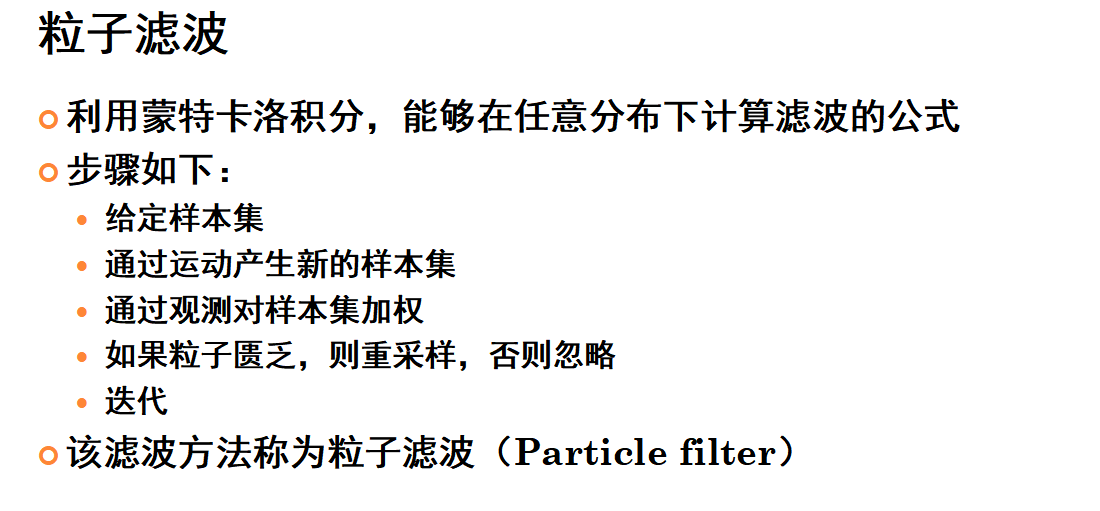 粒子滤波
利用蒙特卡洛积分，能够在任意分布下计算滤波的公式
步骤如下：
给定样本集
通过运动产生新的样本集
通过观测对样本集加权
如果粒子匮乏，则重采样，否则忽略
迭代
该滤波方法称为粒子滤波（Particle filter）